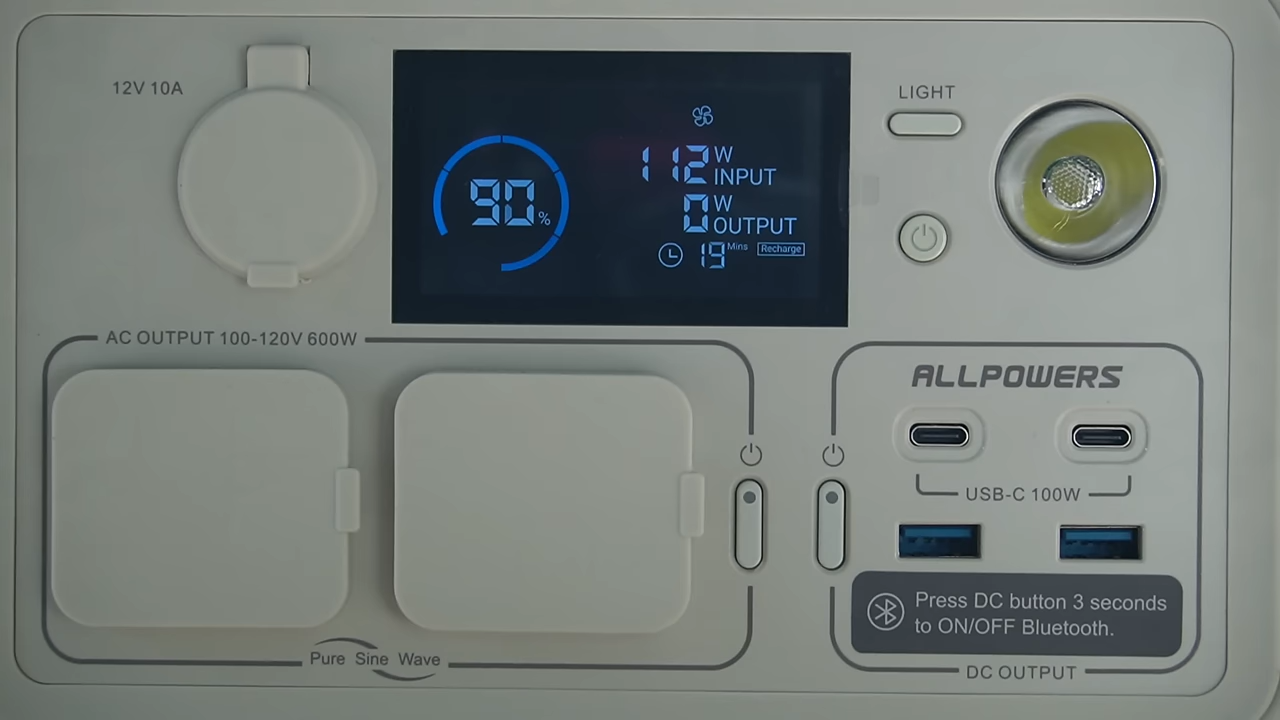 12V 10A
90%
112 W INPUT
0 W OUTPUT
19 Mins Recharge
LIGHT
AC OUTPUT 100-120V 600W
Pure Sine Wave
ALLPOWERS
USB-C 100W
Press DC button 3 seconds
to ON/OFF Bluetooth.
DC OUTPUT